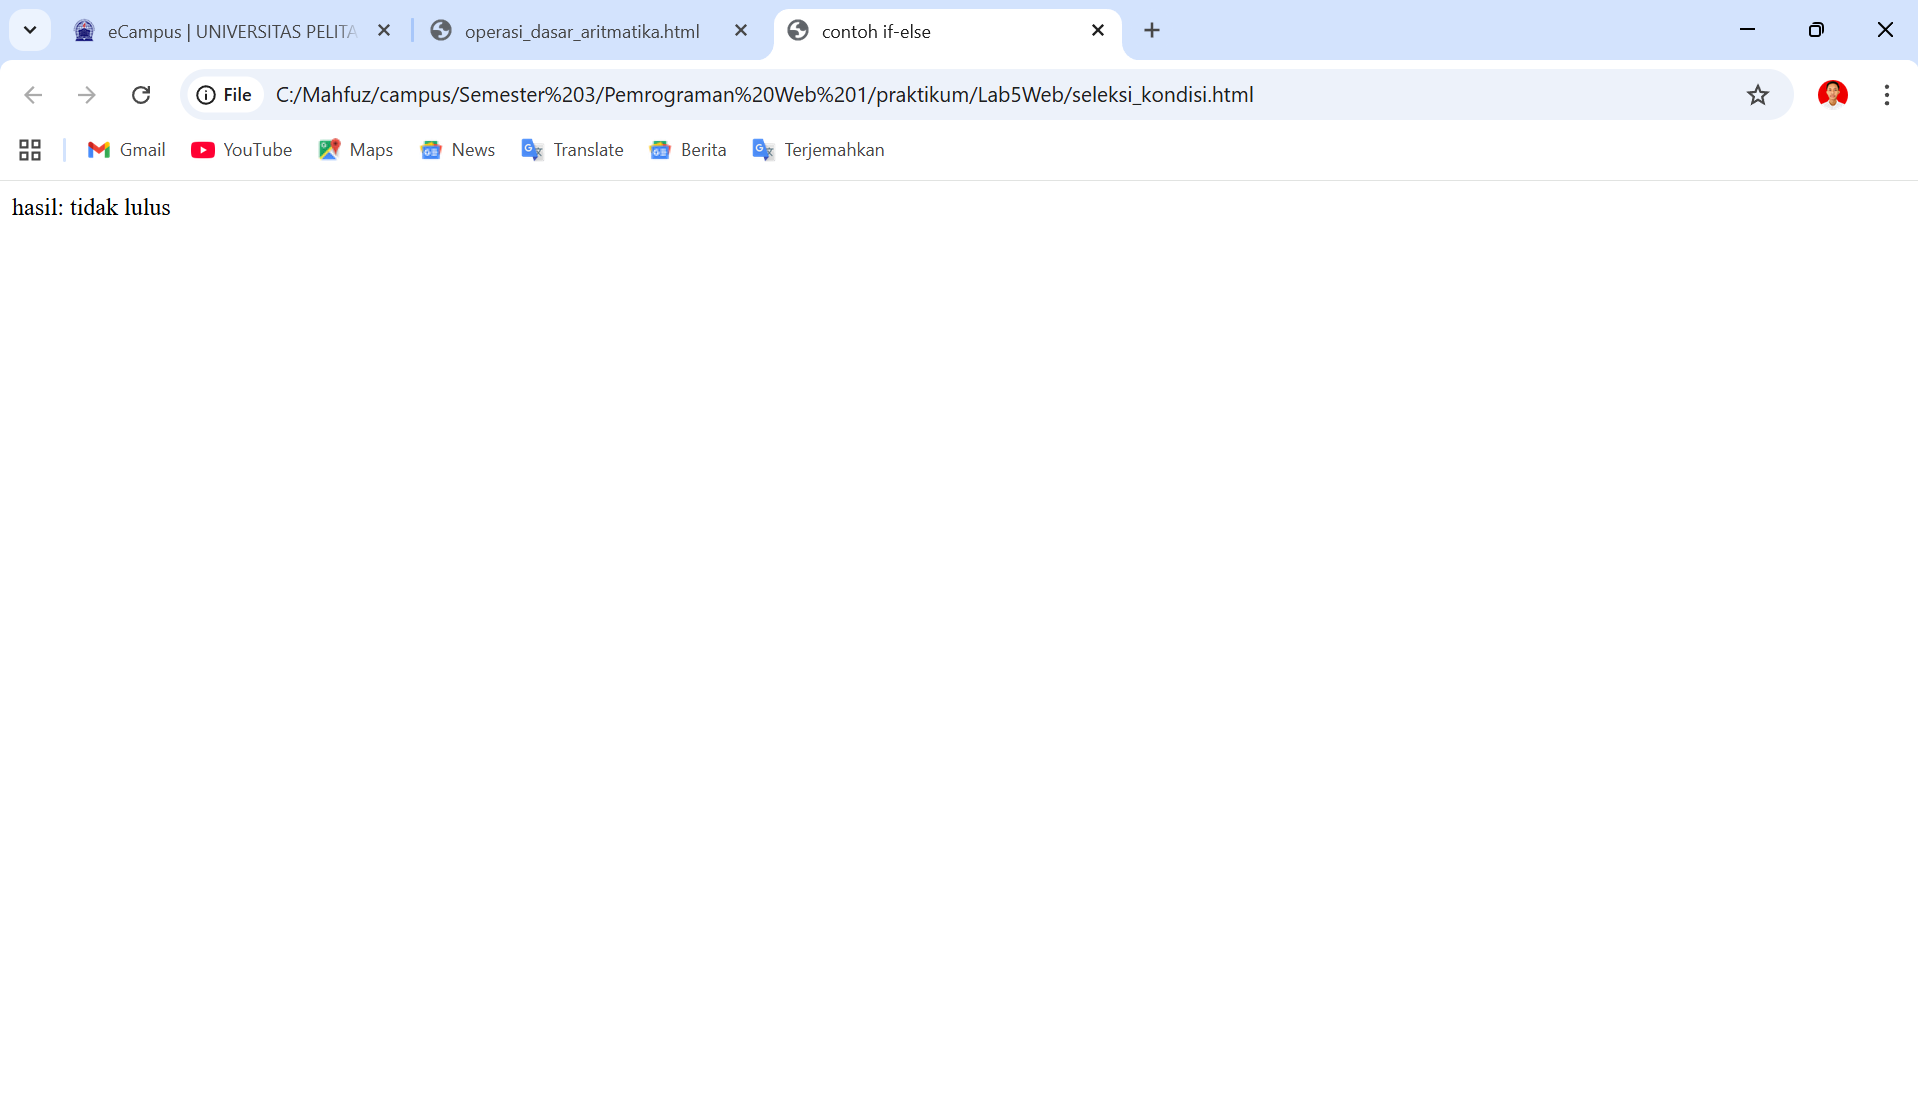 eCampus | UNIVERSITAS PELITA
operasi_dasar_aritmatika.html
contoh if-else
File
C:/Mahfuz/campus/Semester%203/Pemrograman%20Web%201/praktikum/Lab5Web/seleksi_kondisi.html
Gmail
YouTube
Maps
News
Translate
Berita
Terjemahkan
hasil: tidak lulus